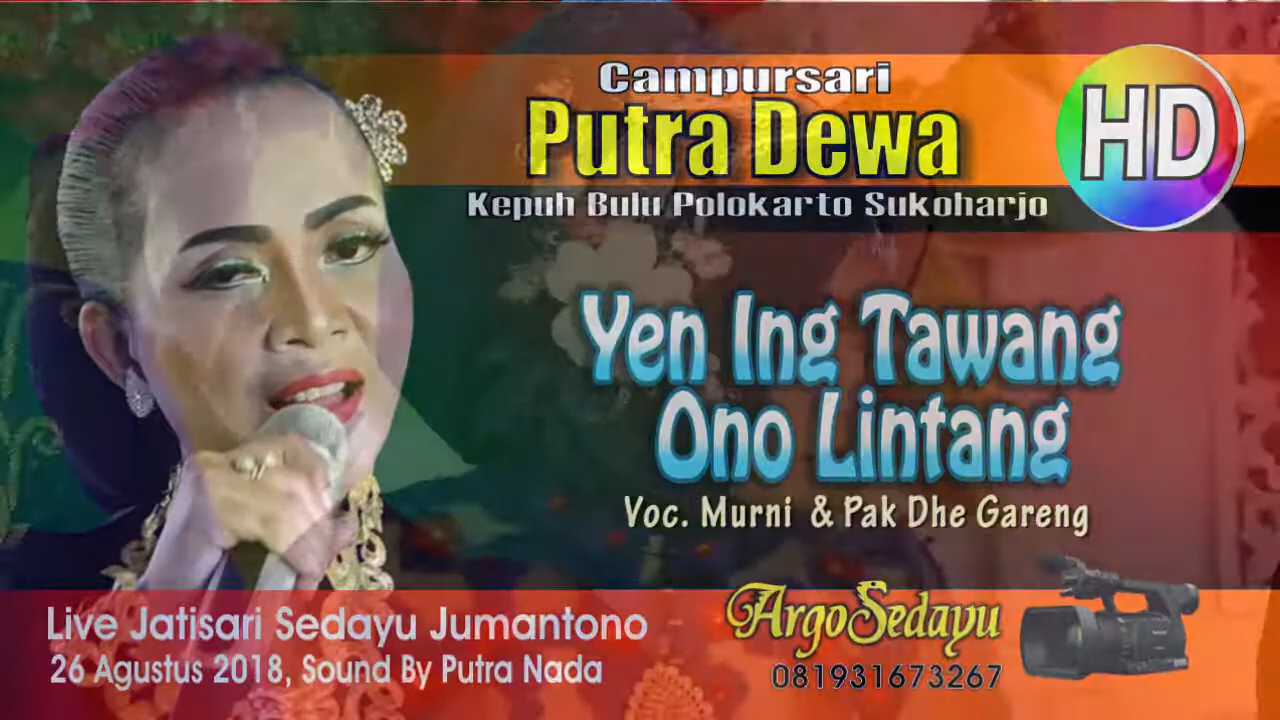 Campursari
Putra Dewa
Kepuh Bulu Polokarto Sukoharjo
HD
Yen Ing Tawang
Ono Lintang
Voc. Murni & Pak Dhe Gareng
Live Jatisari Sedayu Jumantono
26 Agustus 2018, Sound By Putra Nada
ArgoSedayu
081931673267